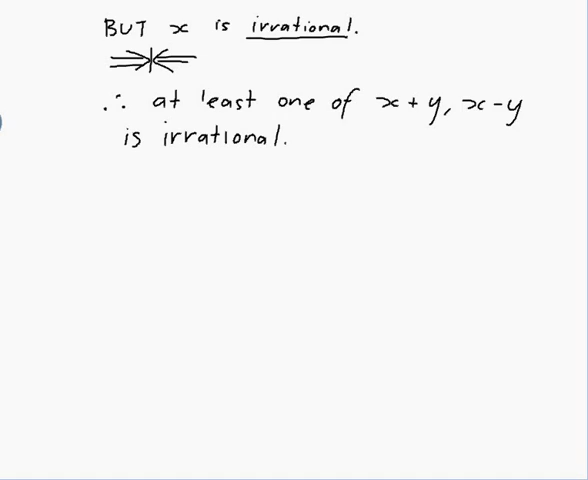 BUT x is irrational.
∴ at least one of x + y, x - y
is irrational.